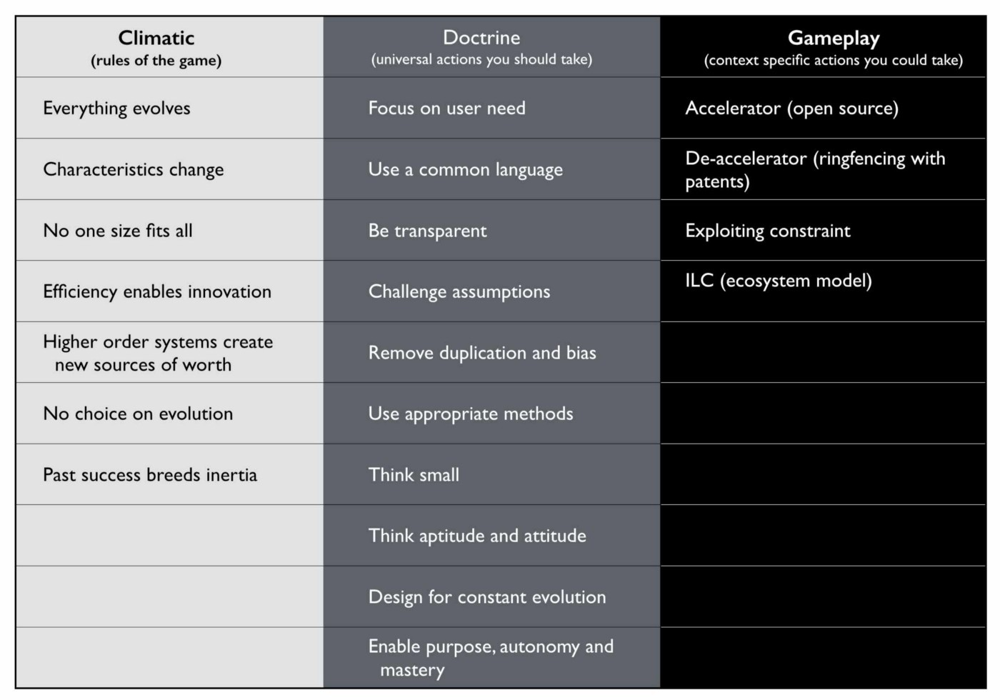 Climatic
(rules of the game)
Doctrine
(universal actions you should take)
Gameplay
(context specific actions you could take)
Everything evolves
Focus on user need
Accelerator (open source)
Characteristics change
Use a common language
De-accelerator (ringfencing with
patents)
No one size fits all
Be transparent
Exploiting constraint
Efficiency enables innovation
Challenge assumptions
ILC (ecosystem model)
Higher order systems create
new sources of worth
Remove duplication and bias
No choice on evolution
Use appropriate methods
Past success breeds inertia
Think small
Think aptitude and attitude
Design for constant evolution
Enable purpose, autonomy and
mastery